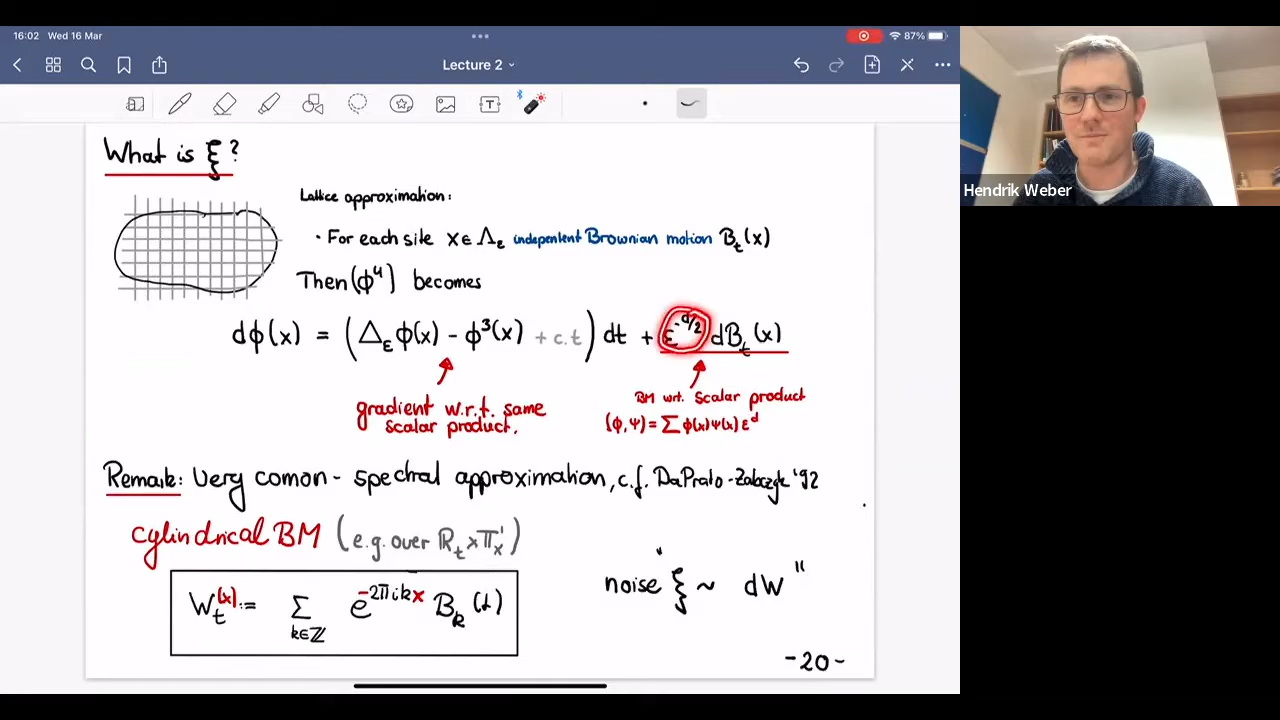 16:02 Wed 16 Mar
87%
Lecture 2
What is ξ?
Lattice approximation:
· For each site x ∈ Λ_ε independent Brownian motion B_t(x)
Then (φ⁴) becomes
dφ(x) = (Δ_ε φ(x) - φ³(x) + c.t) dt + ε^{-d/2} dB_t(x)
gradient w.r.t. same
scalar product.
BM wrt. scalar product
(φ,ψ) = Σ φ(x)ψ(x) ε^d
Remark: Very comon - spectral approximation, c.f. DaPrato-Zabczyk '92
cylindrical BM (e.g. over ℝ_t × 𝕋¹_x)
W_t(x) := Σ_{k∈ℤ} e^{-2πikx} B_k(t)
noise ξ ~ dW"
-20-
Hendrik Weber